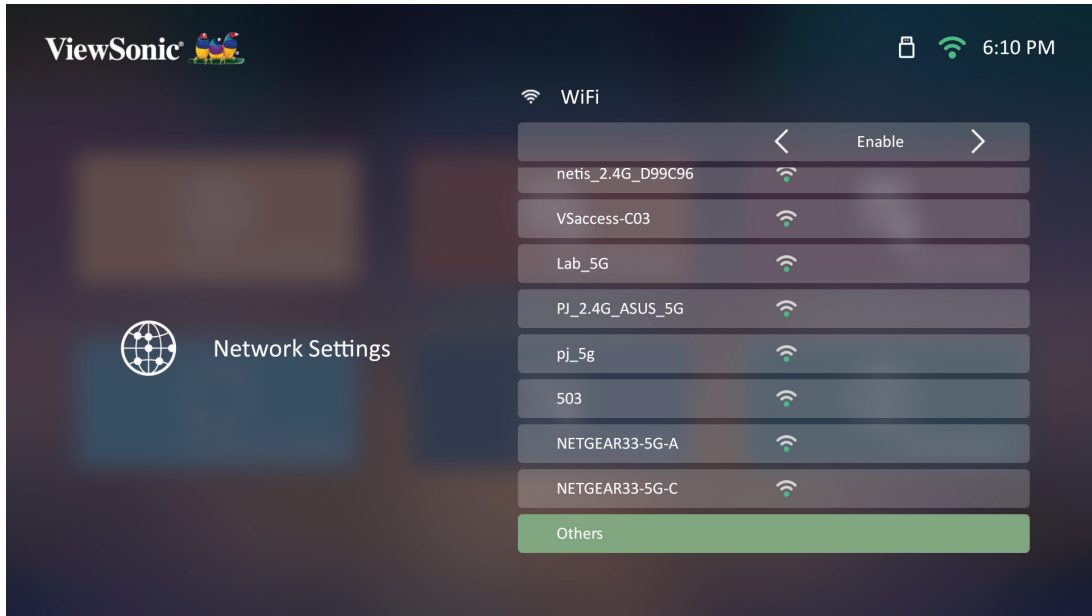 ViewSonic
6:10 PM
WiFi
Enable
netis_2.4G_D99C96
VSaccess-C03
Lab_5G
PJ_2.4G_ASUS_5G
Network Settings
pj_5g
503
NETGEAR33-5G-A
NETGEAR33-5G-C
Others